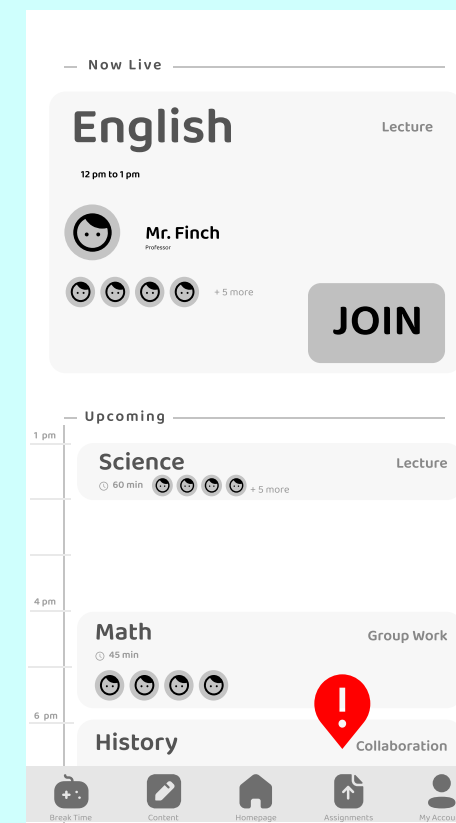 Now Live
English
Lecture
12 pm to 1 pm
Mr. Finch
Professor
+ 5 more
JOIN
Upcoming
1 pm
Science
Lecture
60 min
+ 5 more
4 pm
Math
Group Work
45 min
6 pm
!
History
Collaboration
Break Time
Content
Homepage
Assignments
My Accou